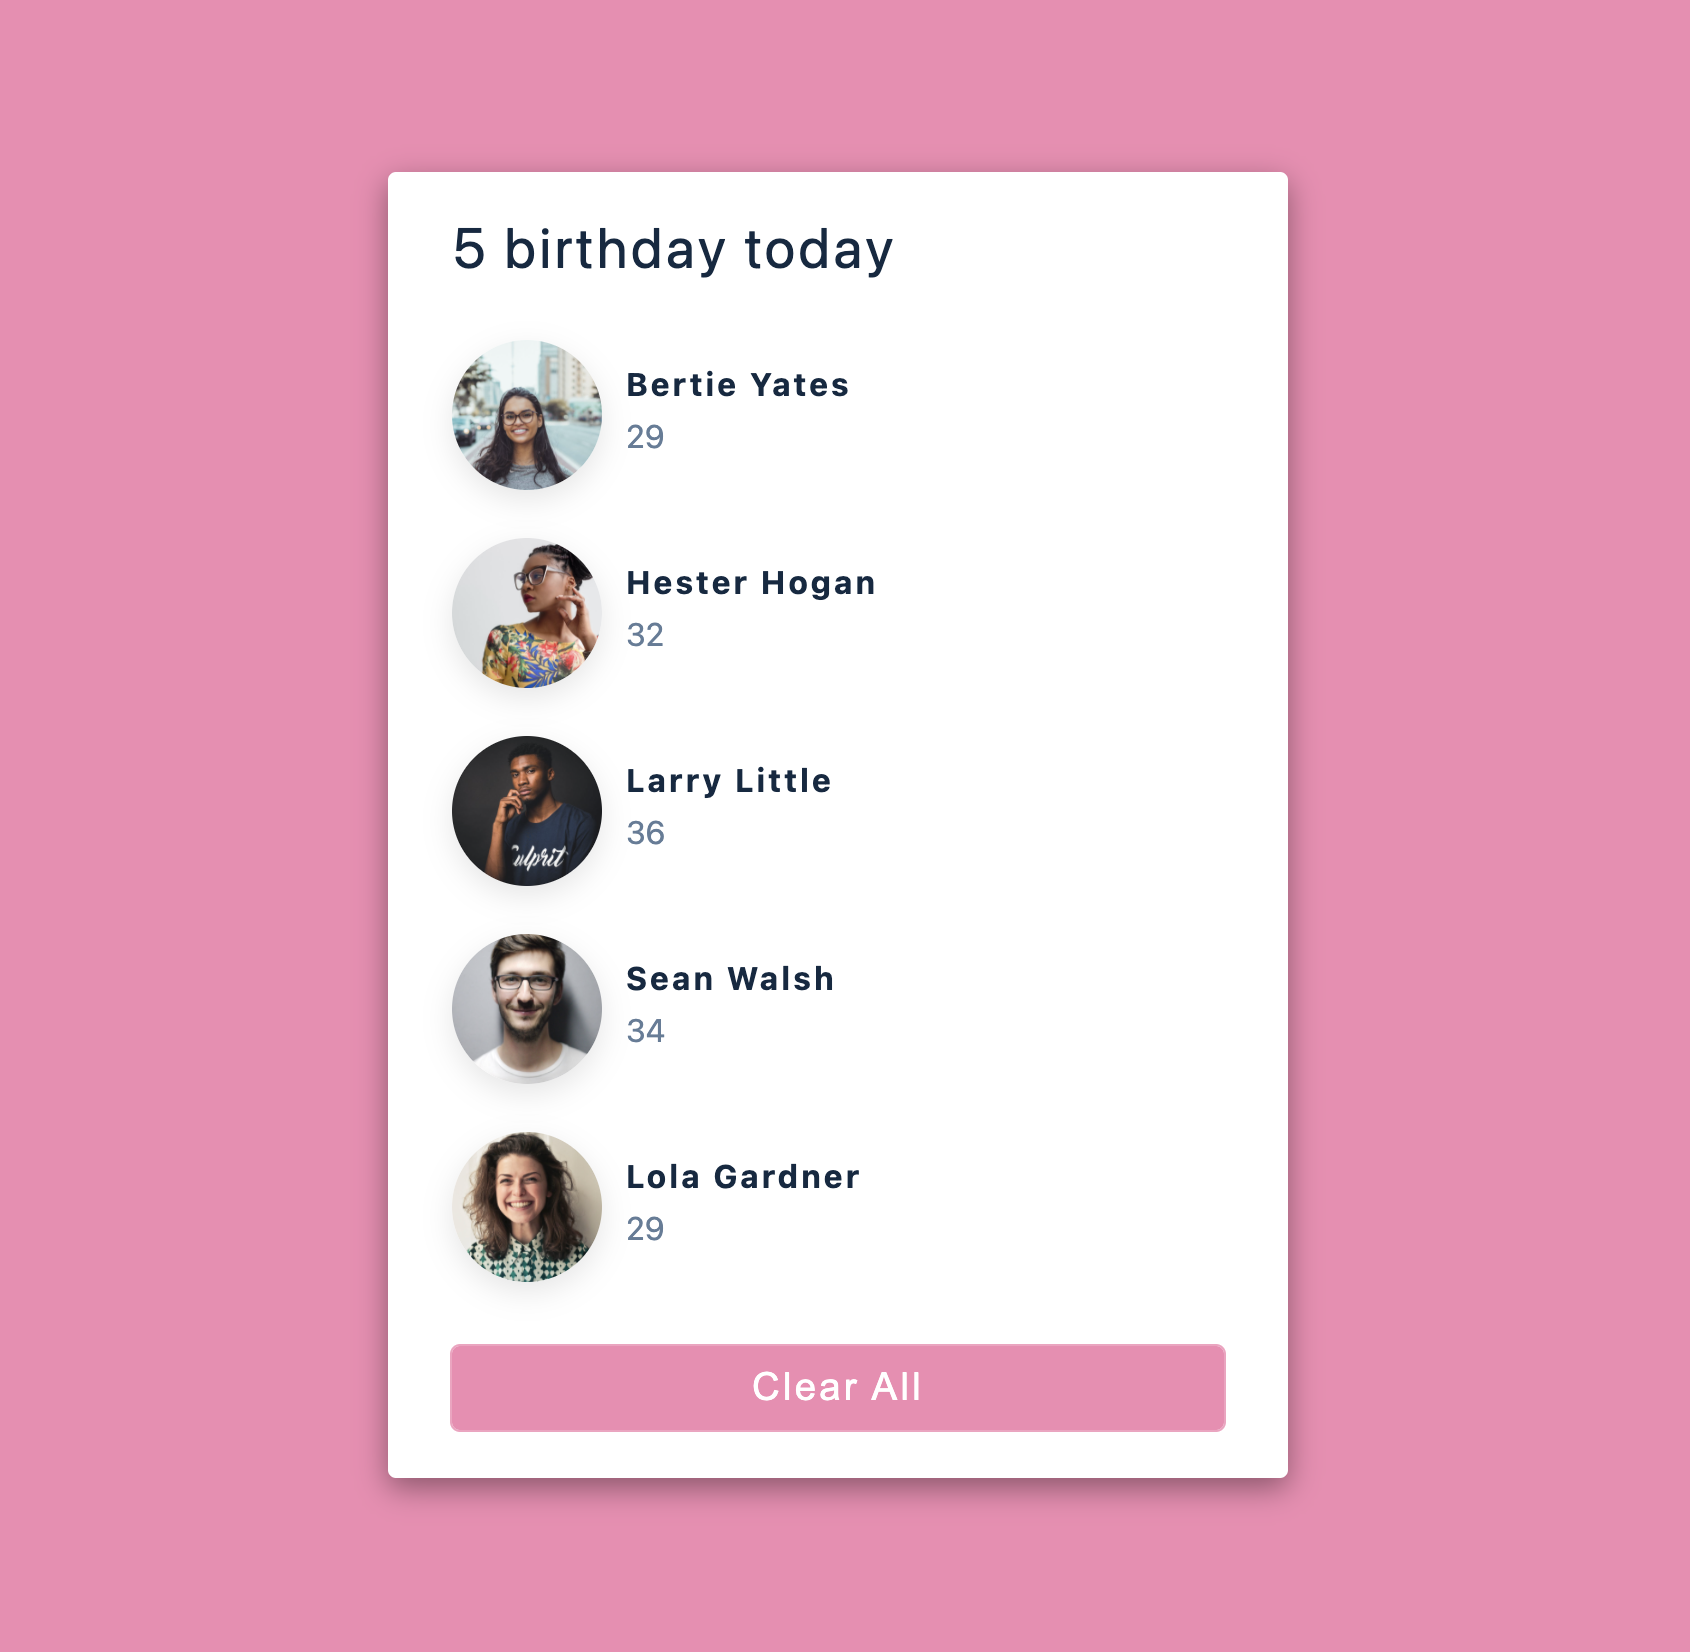 5 birthday today
Bertie Yates
29
Hester Hogan
32
Larry Little
36
Culprit
Sean Walsh
34
Lola Gardner
29
Clear All